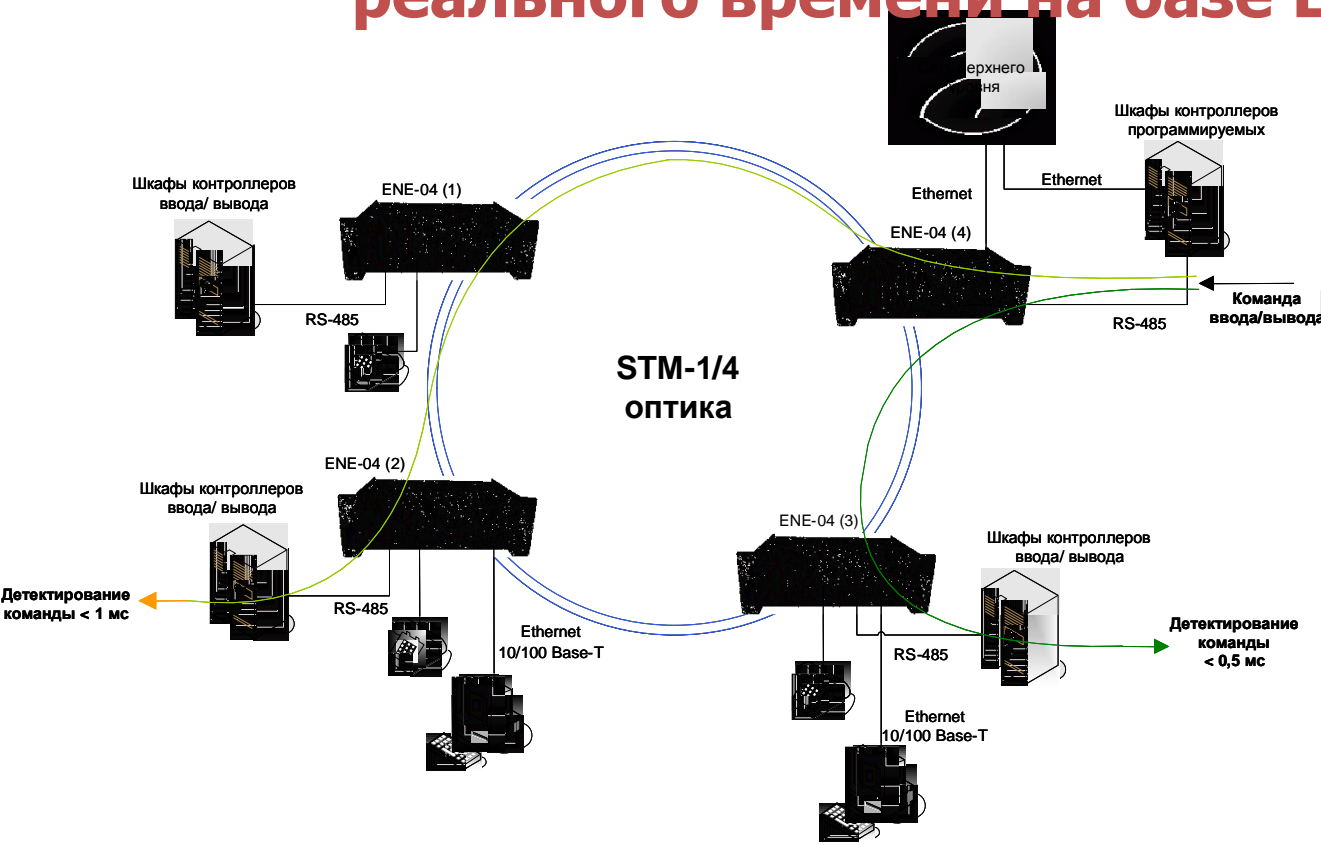 реального времени на базе
ерхнего
ня
Шкафы контроллеров
программируемых
Ethernet
Ethernet
Шкафы контроллеров
ввода/ вывода
ENE-04 (1)
ENE-04 (4)
RS-485
RS-485
Команда
ввода/вывода
STM-1/4
оптика
ENE-04 (2)
Шкафы контроллеров
ввода/ вывода
ENE-04 (3)
Шкафы контроллеров
ввода/ вывода
Детектирование
команды < 1 мс
RS-485
Ethernet
10/100 Base-T
RS-485
Детектирование
команды
< 0,5 мс
Ethernet
10/100 Base-T